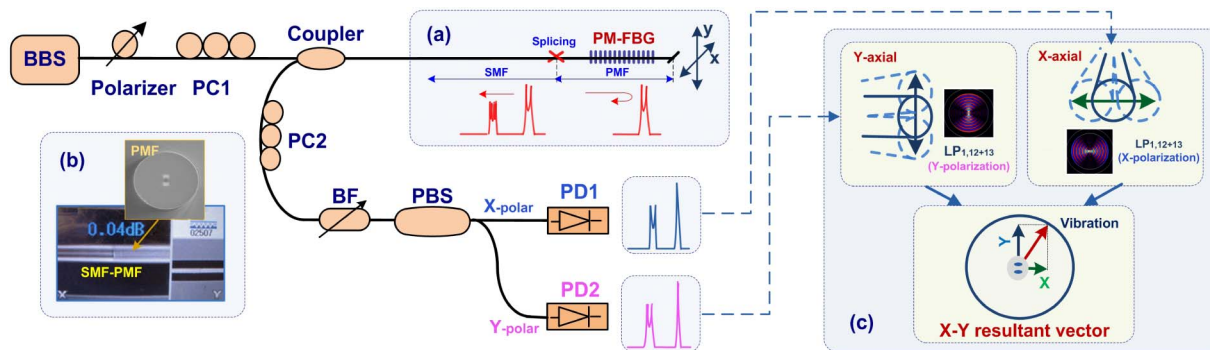 BBS
Polarizer
PC1
Coupler
(a)
Splicing
PM-FBG
SMF
PMF
y
x
PC2
(b)
PMF
0.04dB
02507
SMF-PMF
X
Y
BF
PBS
X-polar
PD1
Y-polar
PD2
Y-axial
LP1,12+13
(Y-polarization)
X-axial
LP1,12+13
(X-polarization)
Vibration
Y
X
(c)
X-Y resultant vector